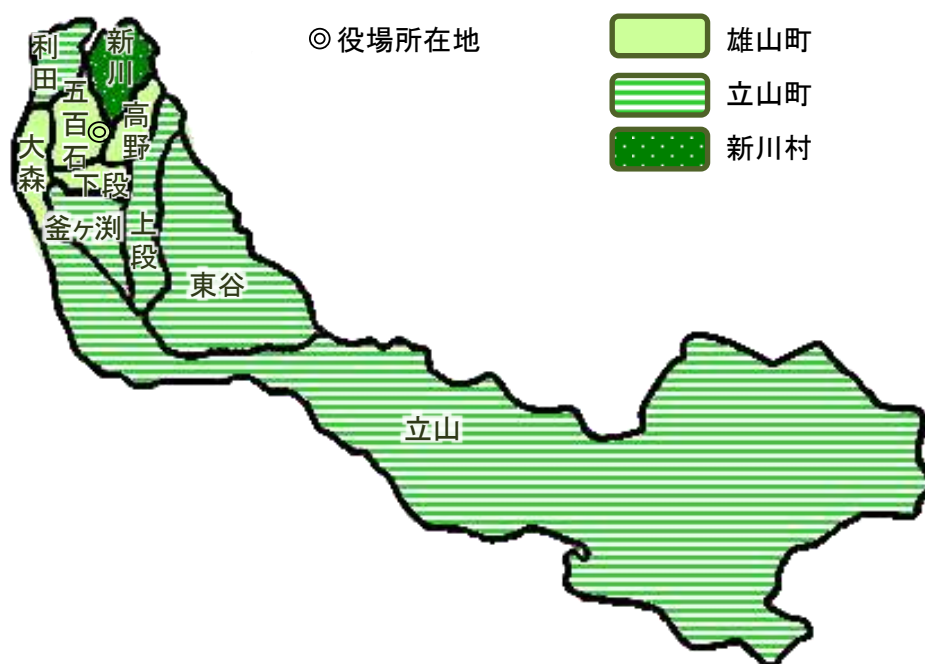 ◎役場所在地
雄山町
立山町
新川村
利田
新川
五百石
高野
大森
下段
釜ヶ渕
上段
東谷
立山